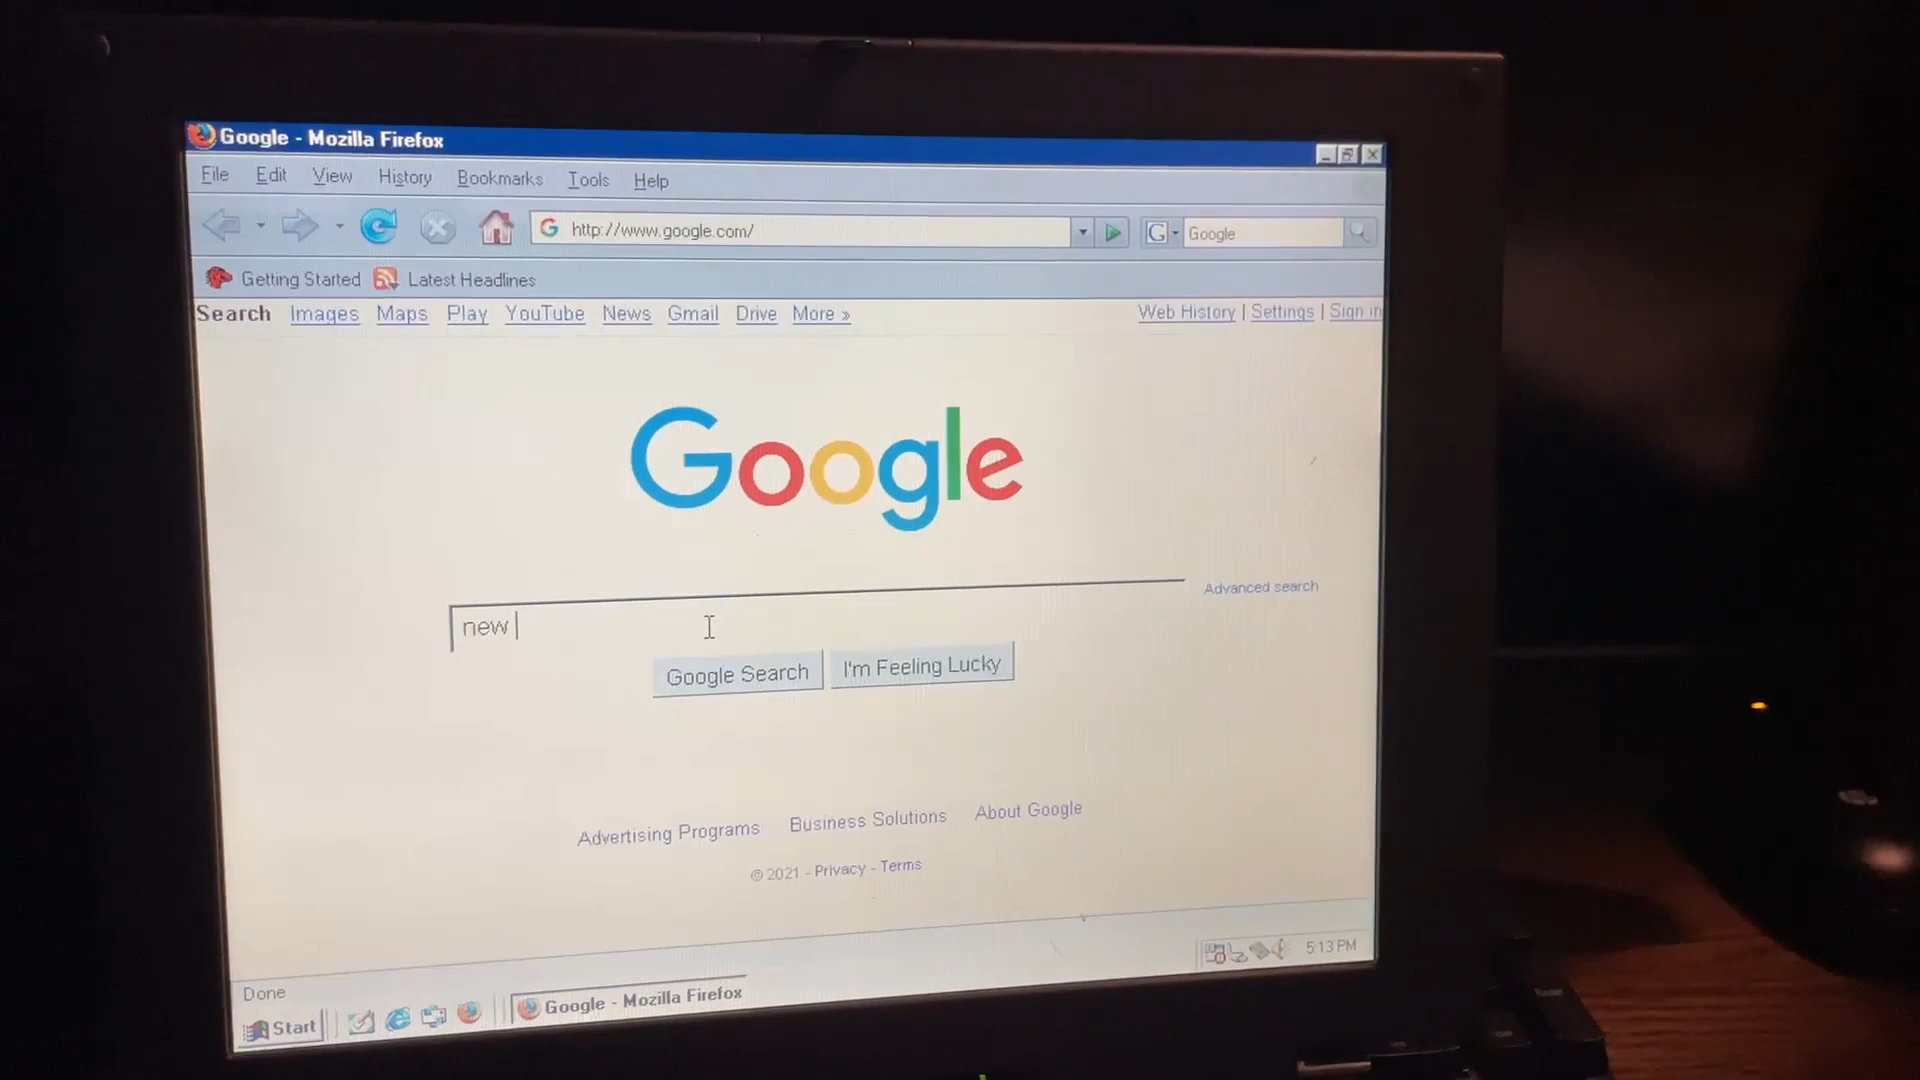 Google - Mozilla Firefox
File Edit View History Bookmarks Tools Help
http://www.google.com/ Google
Getting Started Latest Headlines
Search Images Maps Play YouTube News Gmail Drive More » Web History | Settings | Sign in
Google
Advanced search
new
Google Search I'm Feeling Lucky
Advertising Programs Business Solutions About Google
© 2021 - Privacy - Terms
Done
Start Google - Mozilla Firefox 5:13 PM